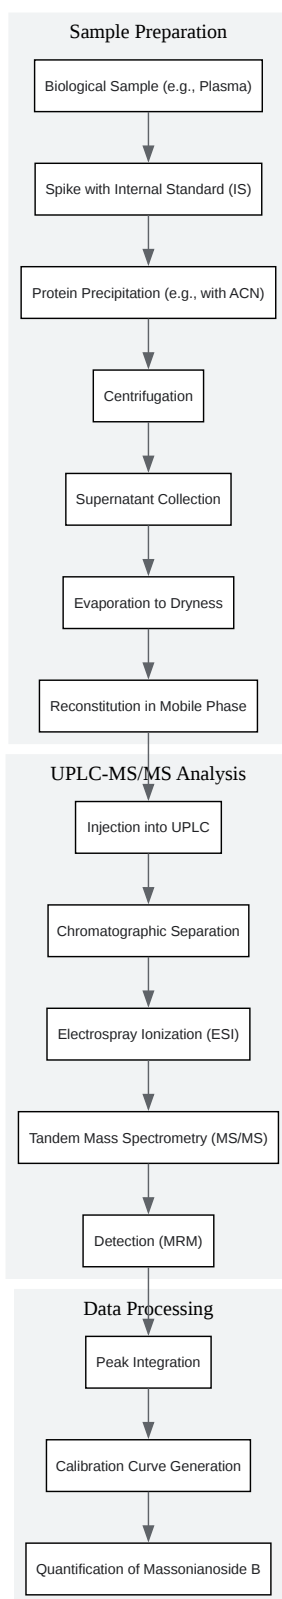 Sample Preparation
Biological Sample (e.g., Plasma)
Spike with Internal Standard (IS)
Protein Precipitation (e.g., with ACN)
Centrifugation
Supernatant Collection
Evaporation to Dryness
Reconstitution in Mobile Phase
UPLC-MS/MS Analysis
Injection into UPLC
Chromatographic Separation
Electrospray Ionization (ESI)
Tandem Mass Spectrometry (MS/MS)
Detection (MRM)
Data Processing
Peak Integration
Calibration Curve Generation
Quantification of Massonianoside B